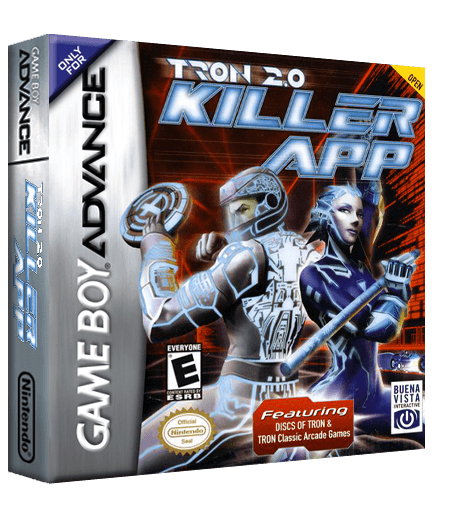 GAME BOY
ADVANCE
TRON 2.0
KILLER
APP
Nintendo
ONLY
FOR
GAME BOY ADVANCE
TRON 2.0
KILLER
APP
OPEN
EVERYONE
E
CONTENT RATED BY
ESRB
Official
Nintendo
Seal
Featuring
DISCS OF TRON &
TRON Classic Arcade Games
BUENA
VISTA
INTERACTIVE